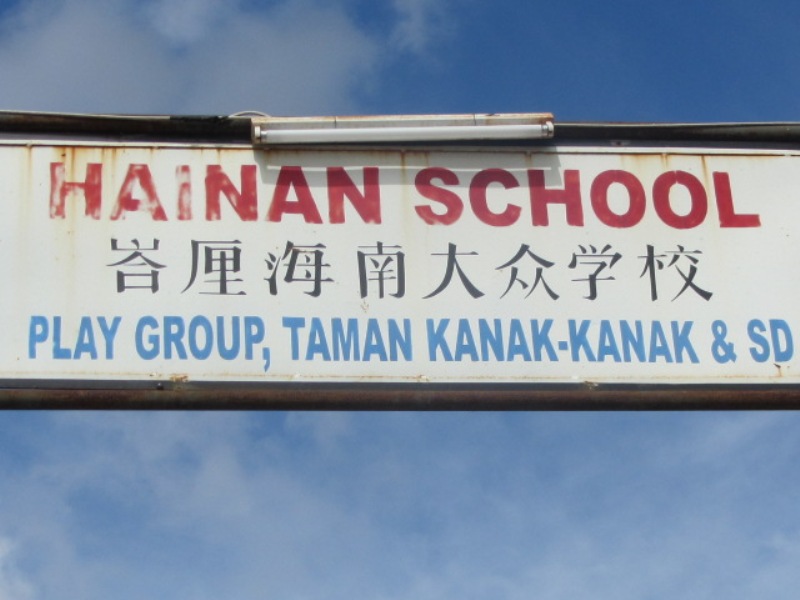 HAINAN SCHOOL
峇厘海南大众学校
PLAY GROUP, TAMAN KANAK-KANAK & SD